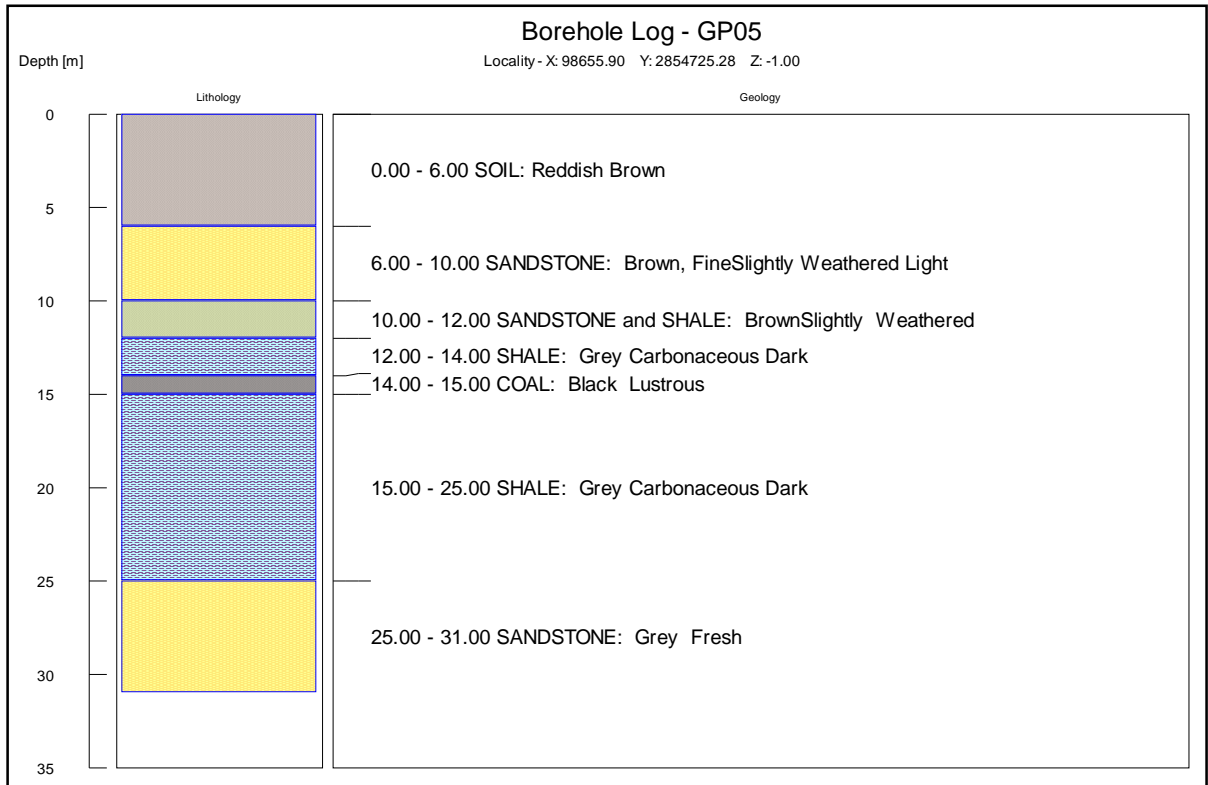 Borehole Log - GP05
Depth [m]
Locality - X: 98655.90 Y: 2854725.28 Z: -1.00
Lithology
Geology
0
0.00 - 6.00 SOIL: Reddish Brown
5
6.00 - 10.00 SANDSTONE: Brown, FineSlightly Weathered Light
10
10.00 - 12.00 SANDSTONE and SHALE: BrownSlightly Weathered
12.00 - 14.00 SHALE: Grey Carbonaceous Dark
14.00 - 15.00 COAL: Black Lustrous
15
15.00 - 25.00 SHALE: Grey Carbonaceous Dark
20
25
25.00 - 31.00 SANDSTONE: Grey Fresh
30
35